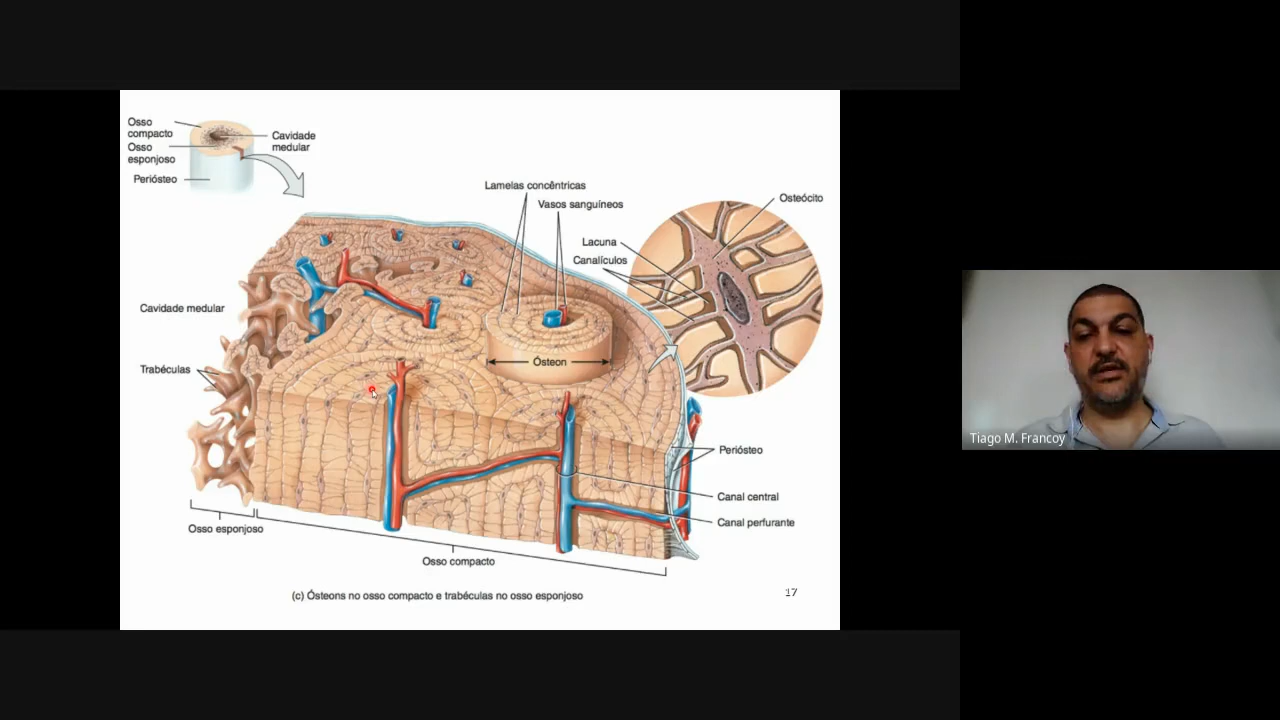 Osso
compacto
Osso
esponjoso
Periósteo
Cavidade
medular
Lamelas concêntricas
Vasos sanguíneos
Osteócito
Lacuna
Canalículos
Cavidade medular
Trabéculas
Ósteon
Periósteo
Canal central
Canal perfurante
Osso esponjoso
Osso compacto
(c) Ósteons no osso compacto e trabéculas no osso esponjoso
17
Tiago M. Francoy